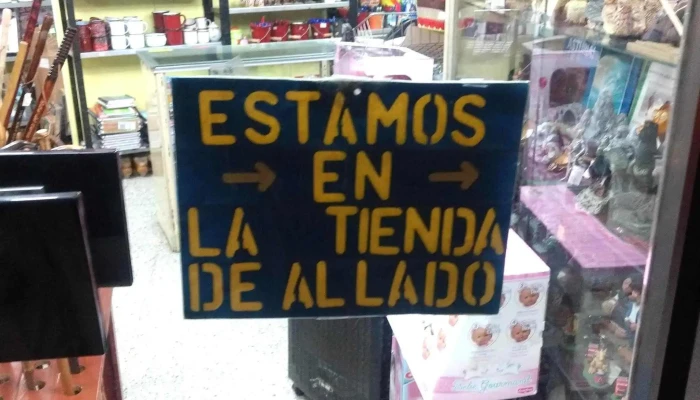 ESTAMOS
→ EN →
LA TIENDA
DE AL LADO